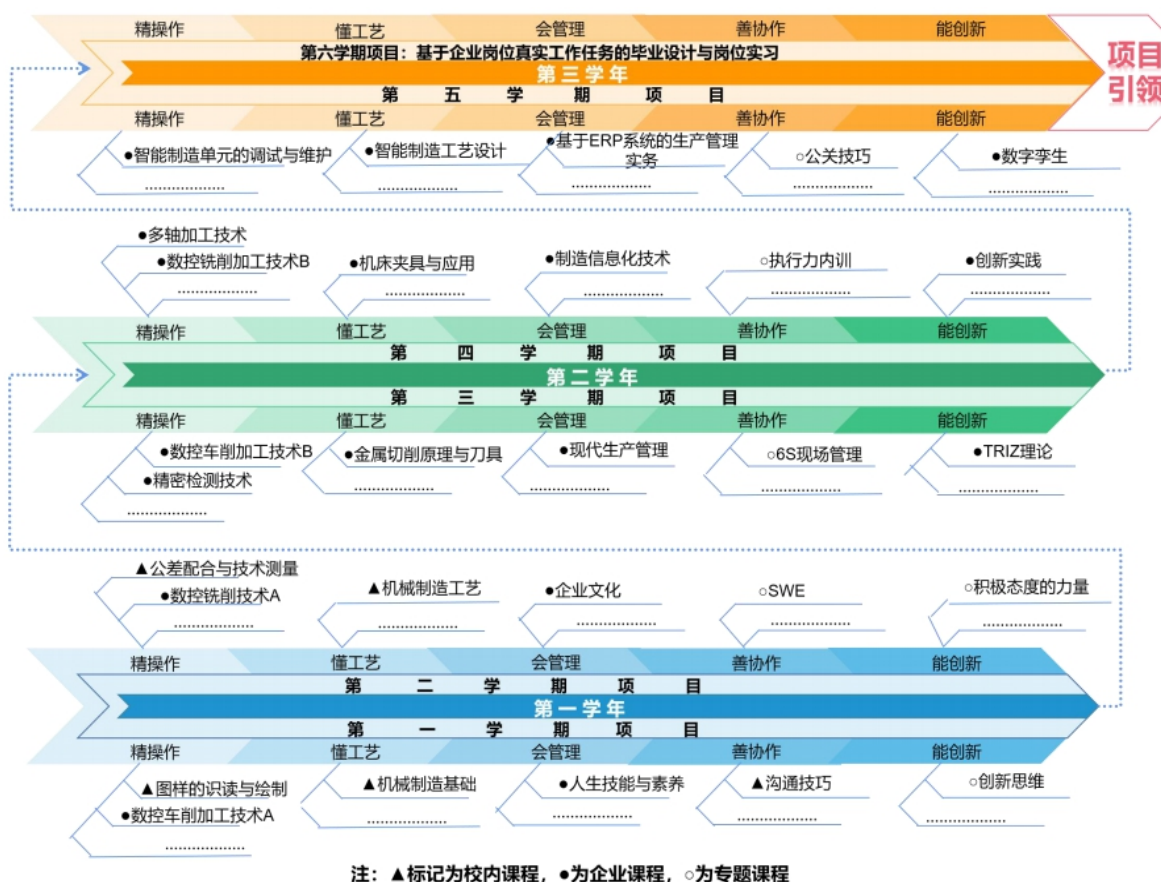 精操作 懂工艺 会管理 善协作 能创新
第六学期项目：基于企业岗位真实工作任务的毕业设计与岗位实习
第三学年
项目
引领
第五学期项目
精操作 懂工艺 会管理 善协作 能创新
●智能制造单元的调试与维护
..................
●智能制造工艺设计
..................
●基于ERP系统的生产管理
实务
..................
○公关技巧
..................
●数字孪生
..................
●多轴加工技术
●数控铣削加工技术B
..................
●机床夹具与应用
..................
●制造信息化技术
..................
○执行力内训
..................
●创新实践
..................
精操作 懂工艺 会管理 善协作 能创新
第四学期项目
第二学年
第三学期项目
精操作 懂工艺 会管理 善协作 能创新
●数控车削加工技术B
●精密检测技术
..................
●金属切削原理与刀具
..................
●现代生产管理
..................
○6S现场管理
..................
●TRIZ理论
..................
▲公差配合与技术测量
●数控铣削技术A
..................
▲机械制造工艺
..................
●企业文化
..................
○SWE
..................
○积极态度的力量
..................
精操作 懂工艺 会管理 善协作 能创新
第二学期项目
第一学年
第一学期项目
精操作 懂工艺 会管理 善协作 能创新
▲图样的识读与绘制
●数控车削加工技术A
..................
▲机械制造基础
..................
●人生技能与素养
..................
▲沟通技巧
..................
○创新思维
..................
注：▲标记为校内课程，●为企业课程，○为专题课程